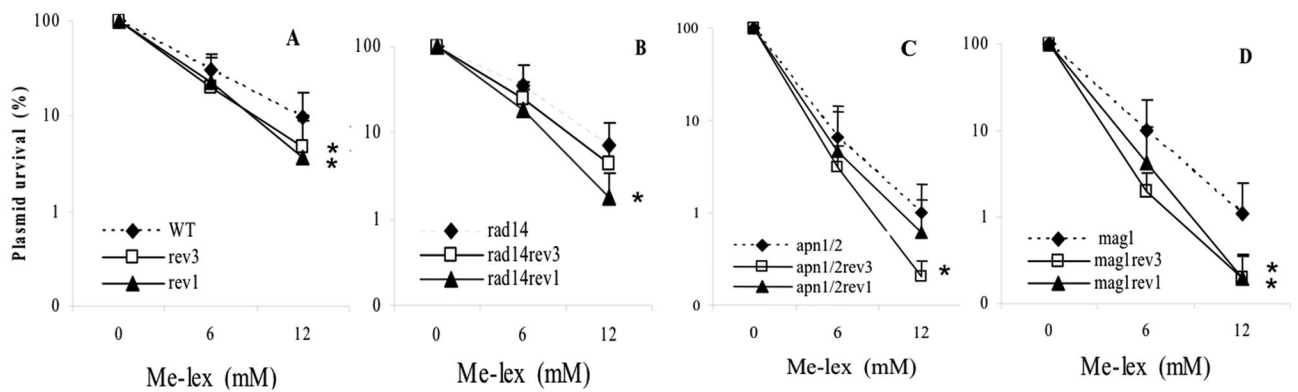 Plasmid urvival (%)
A
100
10
1
0
WT
rev3
rev1
*
*
0 6 12
Me-lex (mM)
B
100
10
1
0
rad14
rad14rev3
rad14rev1
*
0 6 12
Me-lex (mM)
C
100
10
1
0
apn1/2
apn1/2rev3
apn1/2rev1
*
0 6 12
Me-lex (mM)
D
100
10
1
0
mag1
mag1rev3
mag1rev1
*
*
0 6 12
Me-lex (mM)